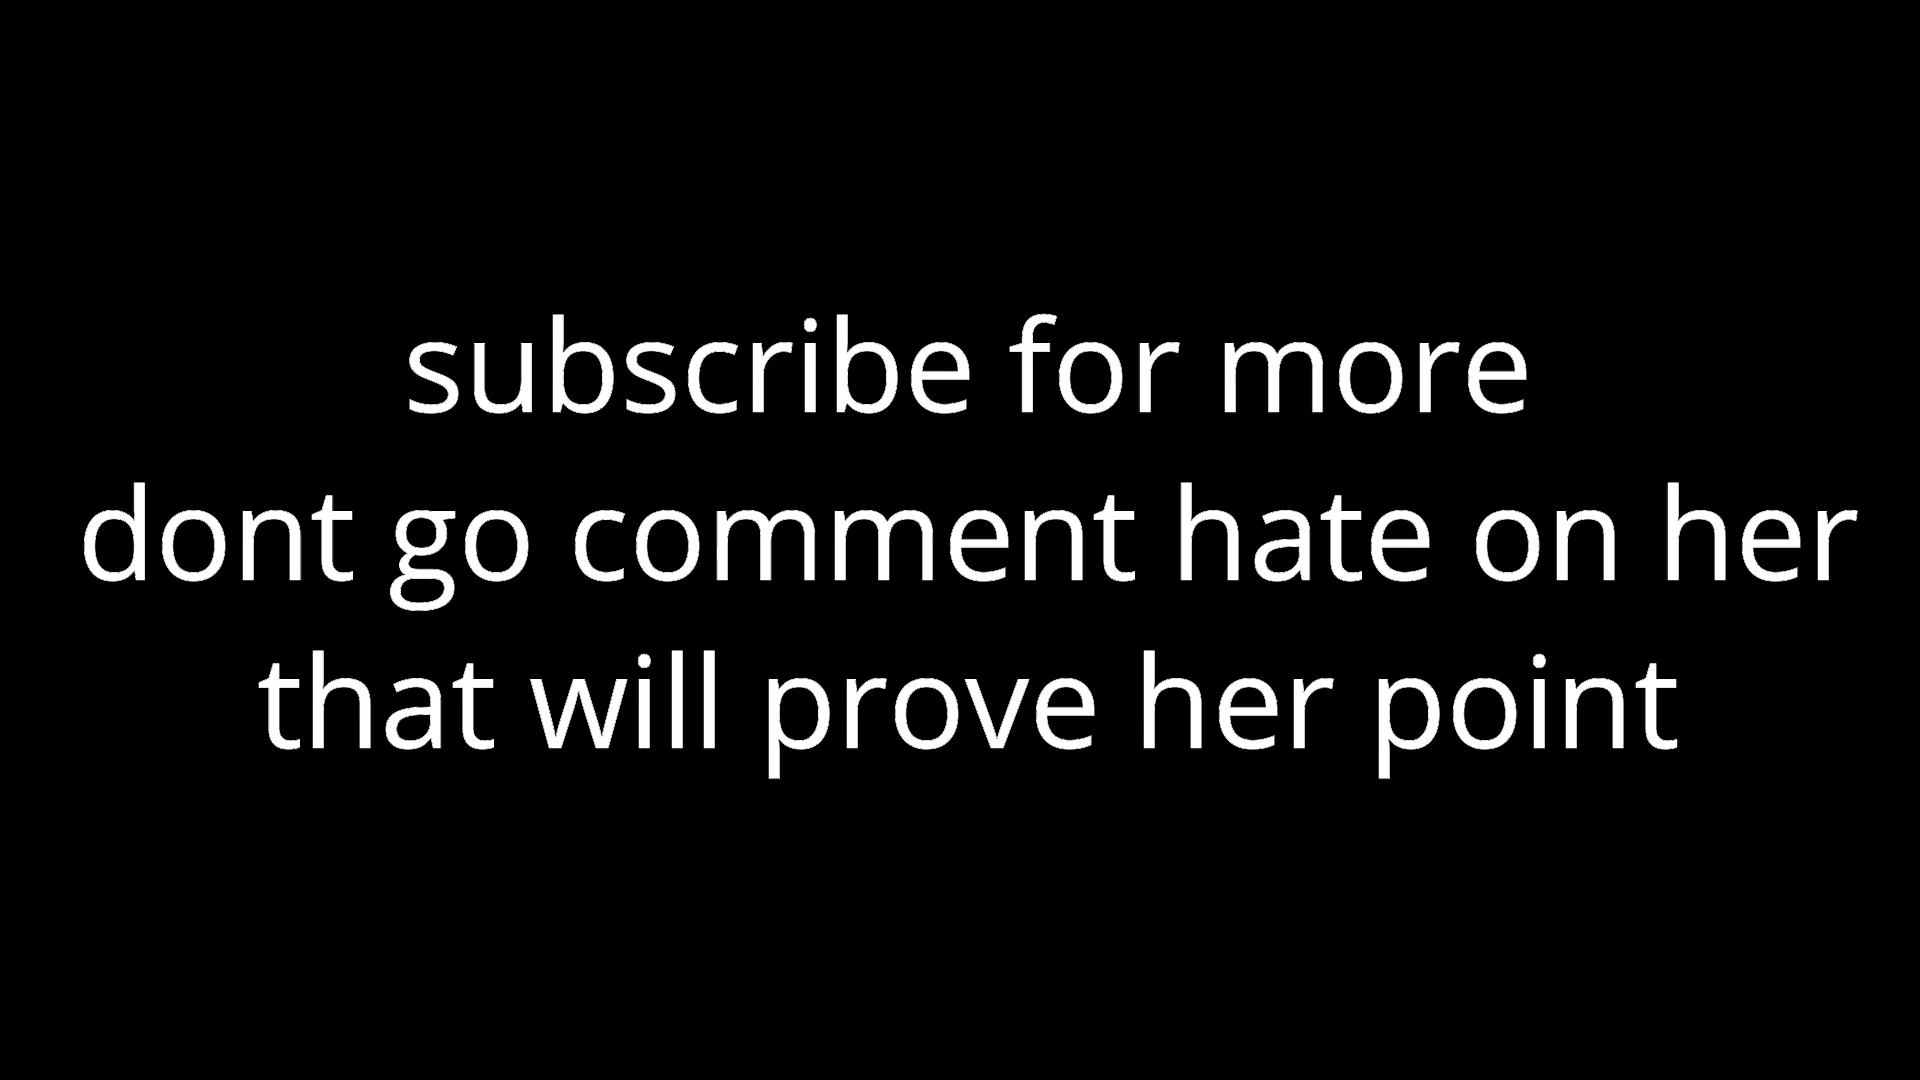 subscribe for more
dont go comment hate on her
that will prove her point